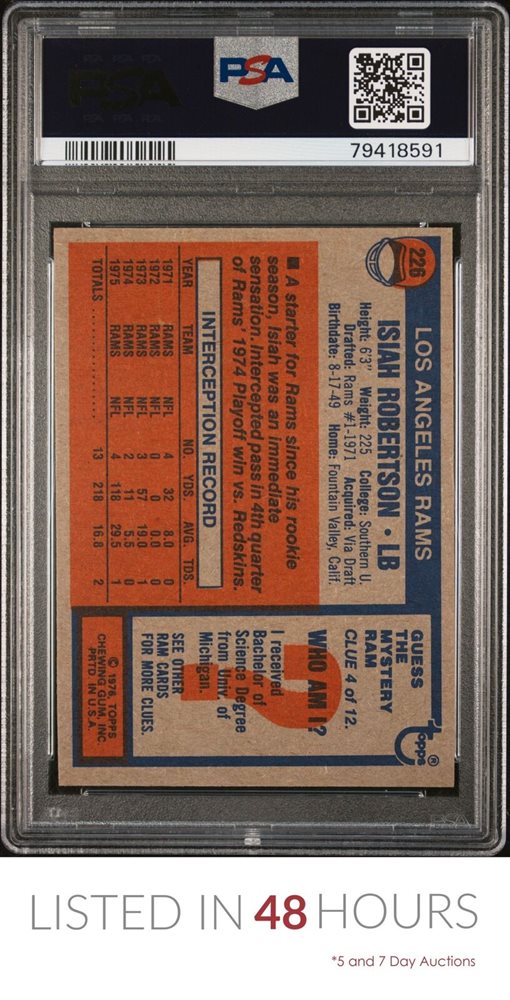 PSA
79418591
226
LOS ANGELES RAMS
ISIAH ROBERTSON • LB
Height: 6'3" Weight: 225 College: Southern U.
Drafted: Rams #1-1971 Acquired: Via Draft
Birthdate: 8-17-49 Home: Fountain Valley, Calif.
■ A starter for Rams since his rookie
season, Isiah was an immediate
sensation. Intercepted pass in 4th quarter
of Rams' 1974 Playoff win vs. Redskins.
INTERCEPTION RECORD
YEAR TEAM NO. YDS. AVG. TDS.
1971 RAMS NFL 4 32 8.0 0
1972 RAMS NFL 0 0 0.0 0
1973 RAMS NFL 3 57 19.0 1
1974 RAMS NFL 2 11 5.5 0
1975 RAMS NFL 4 118 29.5 1
TOTALS 13 218 16.8 2
topps®
GUESS
THE
MYSTERY
RAM
CLUE 4 of 12.
?
WHO AM I?
I received
Bachelor of
Science Degree
from Univ. of
Michigan.
SEE OTHER
RAM CARDS
FOR MORE CLUES.
© 1976, TOPPS
CHEWING GUM, INC.
PRTD. IN U.S.A.
PSA
LISTED IN 48 HOURS
*5 and 7 Day Auctions